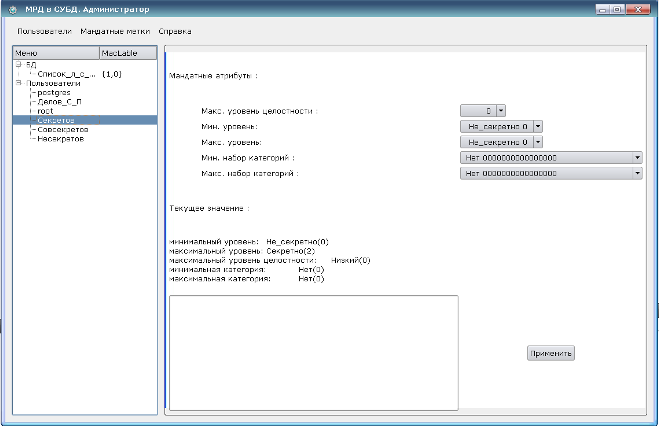 МРД в СУБД. Администратор
Пользователи Мандатные метки Справка
Меню MacLable
БД
Список_л_с_... {1,0}
Пользователи
postgres
Делов_С_П
root
Секретов
Совсекретов
Несекретов
Мандатные атрибуты :
Макс. уровень целостности : 0
Мин. уровень: Не_секретно 0
Макс. уровень: Не_секретно 0
Мин. набор категорий : Нет 0000000000000000
Макс. набор категорий : Нет 0000000000000000
Текущее значение :
минимальный уровень: Не_секретно(0)
максимальный уровень: Секретно(2)
максимальный уровень целостности: Низкий(0)
минимальная категория: Нет(0)
максимальная категория: Нет(0)
Применить